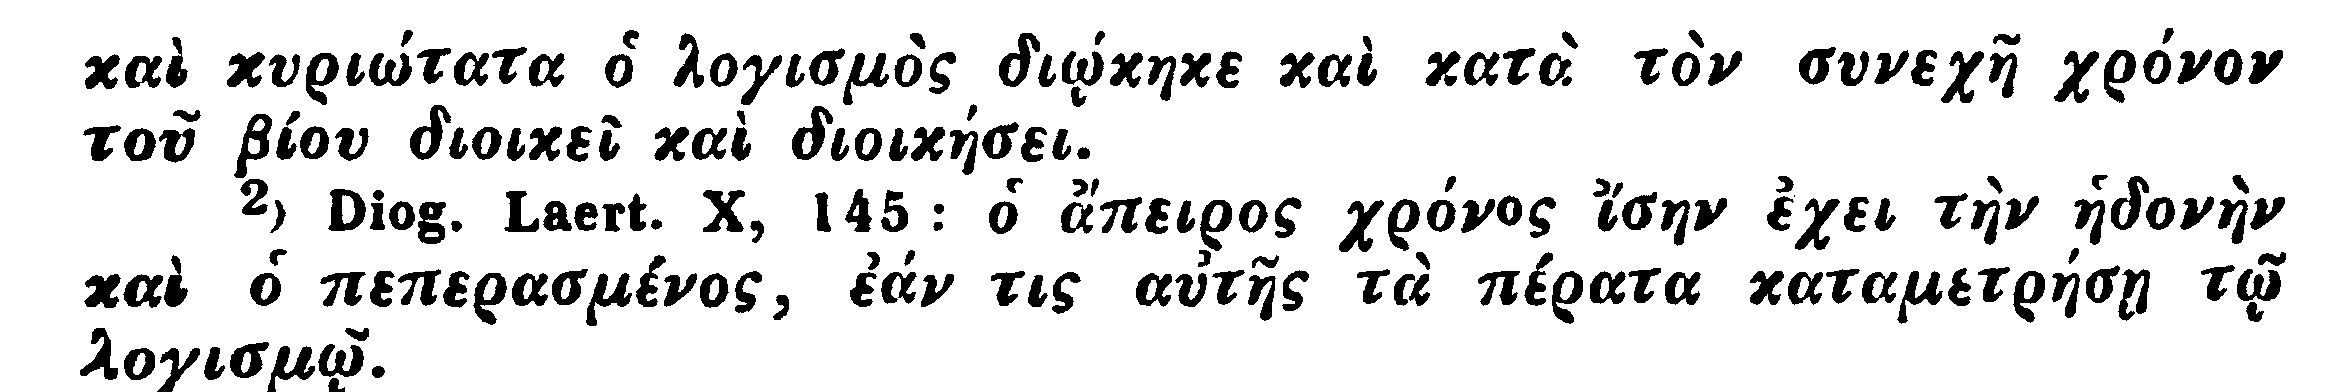 καὶ κυριώτατα ὁ λογισμὸς διῴκηκε καὶ κατὰ τὸν συνεχῆ χρόνον
τοῦ βίου διοικεῖ καὶ διοικήσει.
2) Diog. Laert. X, 145 : ὁ ἄπειρος χρόνος ἴσην ἐχει τὴν ἡδονὴν
καὶ ὁ πεπερασμένος, ἐάν τις αὐτῆς τὰ πέρατα καταμετρήσῃ τῷ
λογισμῷ.